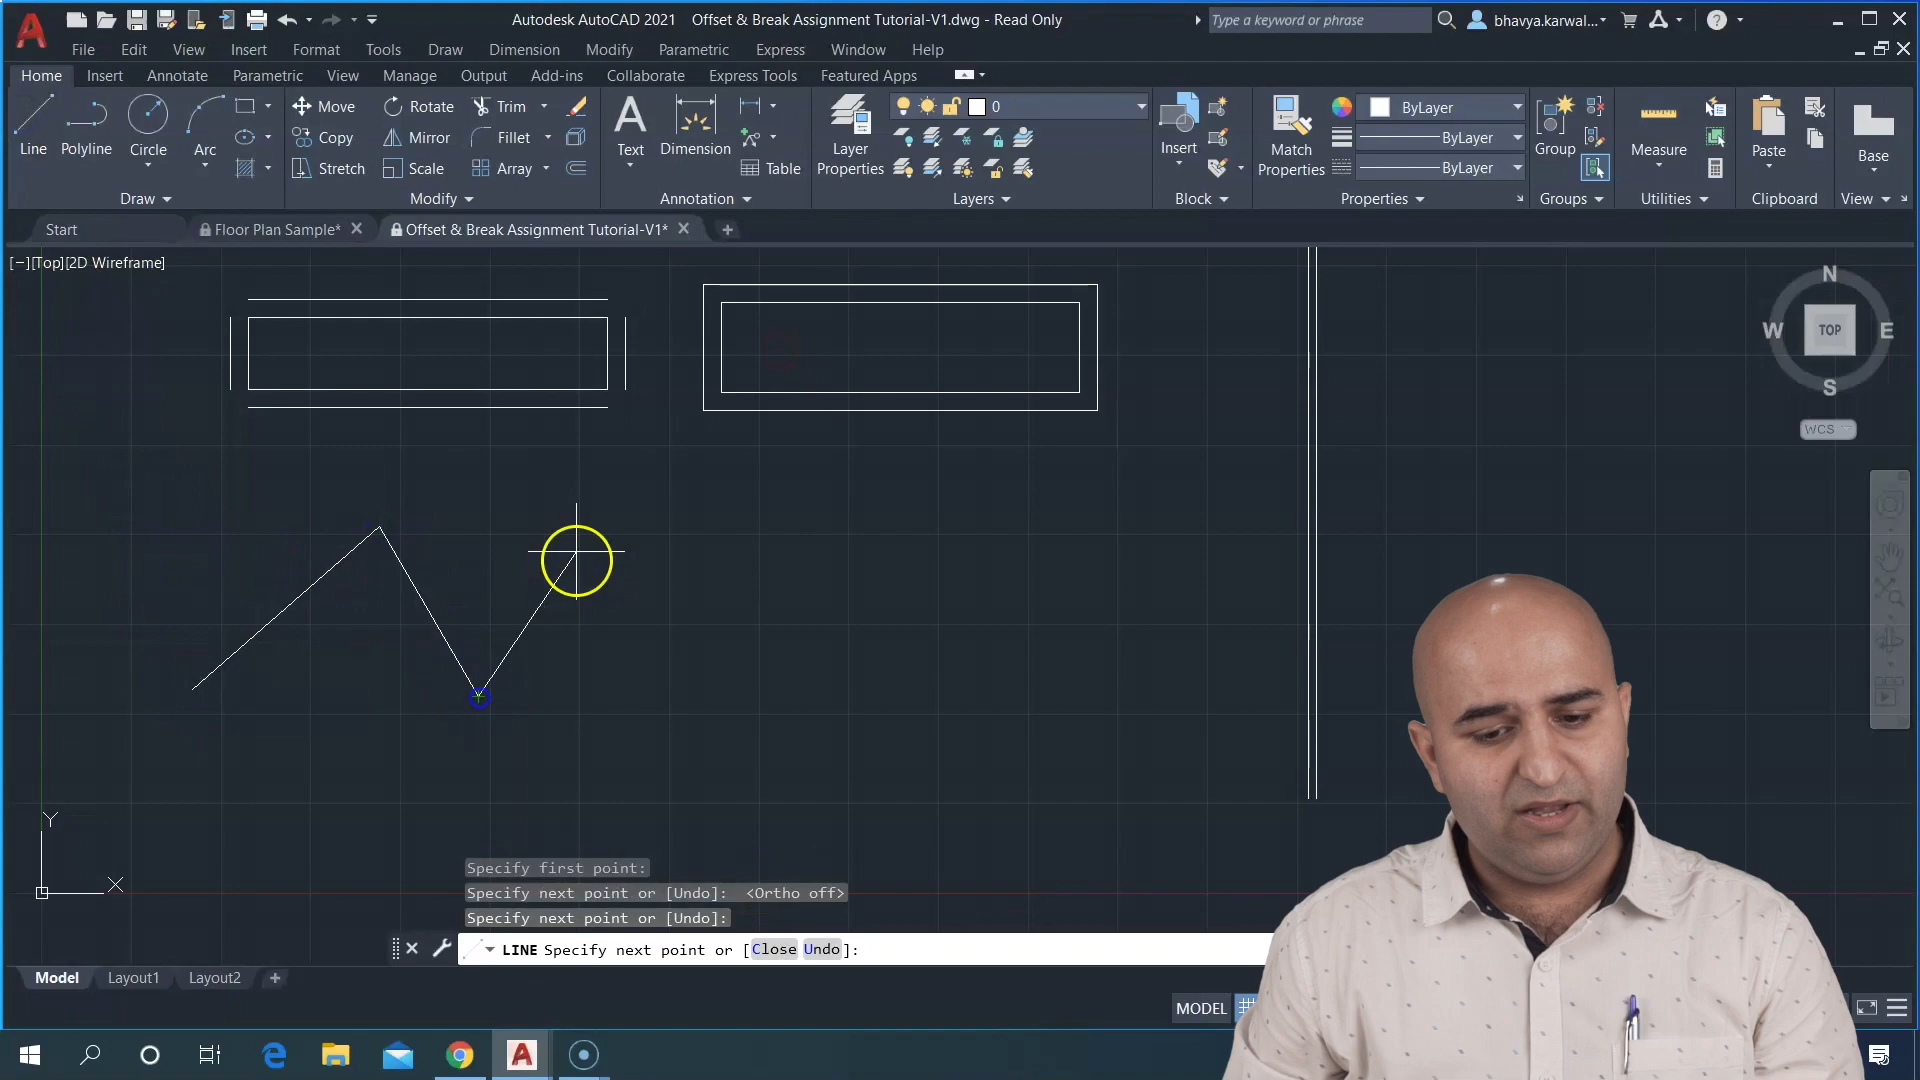 Autodesk AutoCAD 2021 Offset & Break Assignment Tutorial-V1.dwg - Read Only
Type a keyword or phrase
bhavya.karwal...
File Edit View Insert Format Tools Draw Dimension Modify Parametric Express Window Help
Home Insert Annotate Parametric View Manage Output Add-ins Collaborate Express Tools Featured Apps
Line Polyline Circle Arc
Move Rotate Trim
Copy Mirror Fillet
Stretch Scale Array
Text Dimension Table
Layer Properties
0
Insert
Match Properties
ByLayer
ByLayer
ByLayer
Group
Measure
Paste
Base
Draw Modify Annotation Layers Block Properties Groups Utilities Clipboard View
Start Floor Plan Sample* Offset & Break Assignment Tutorial-V1*
[−][Top][2D Wireframe]
N
W TOP E
S
WCS
Y
X
Specify first point:
Specify next point or [Undo]: <Ortho off>
Specify next point or [Undo]:
LINE Specify next point or [Close Undo]:
Model Layout1 Layout2
MODEL